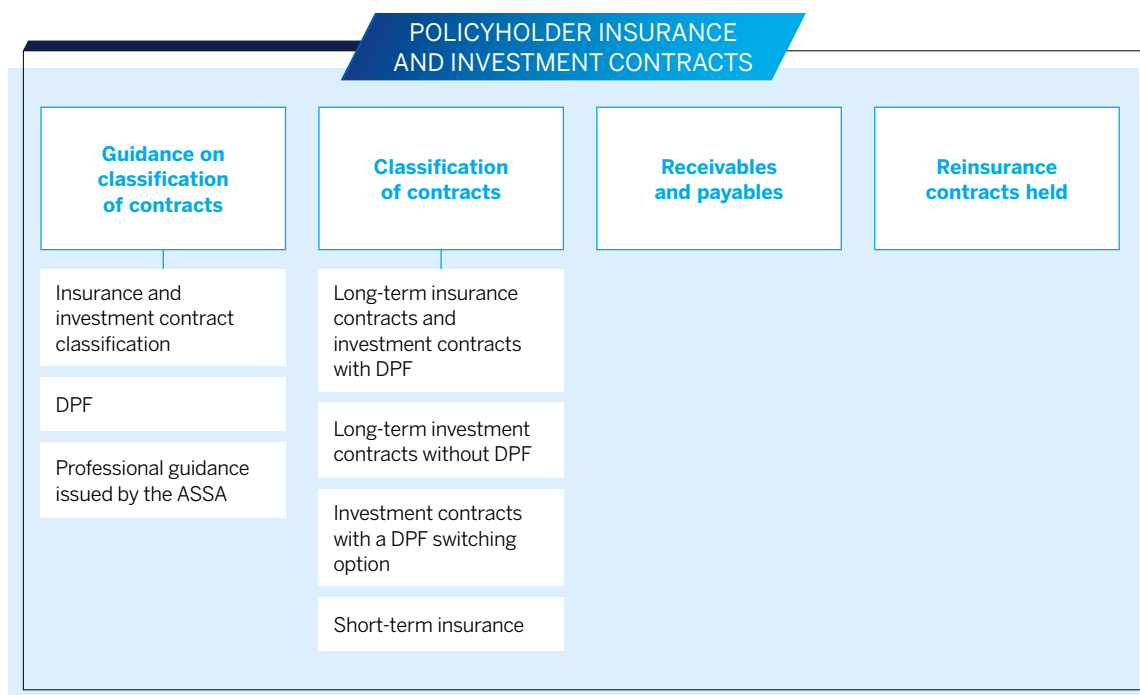 POLICYHOLDER INSURANCE
AND INVESTMENT CONTRACTS
Guidance on
classification
of contracts
Insurance and
investment contract
classification
DPF
Professional guidance
issued by the ASSA
Classification
of contracts
Long-term insurance
contracts and
investment contracts
with DPF
Long-term investment
contracts without DPF
Investment contracts
with a DPF switching
option
Short-term insurance
Receivables
and payables
Reinsurance
contracts held